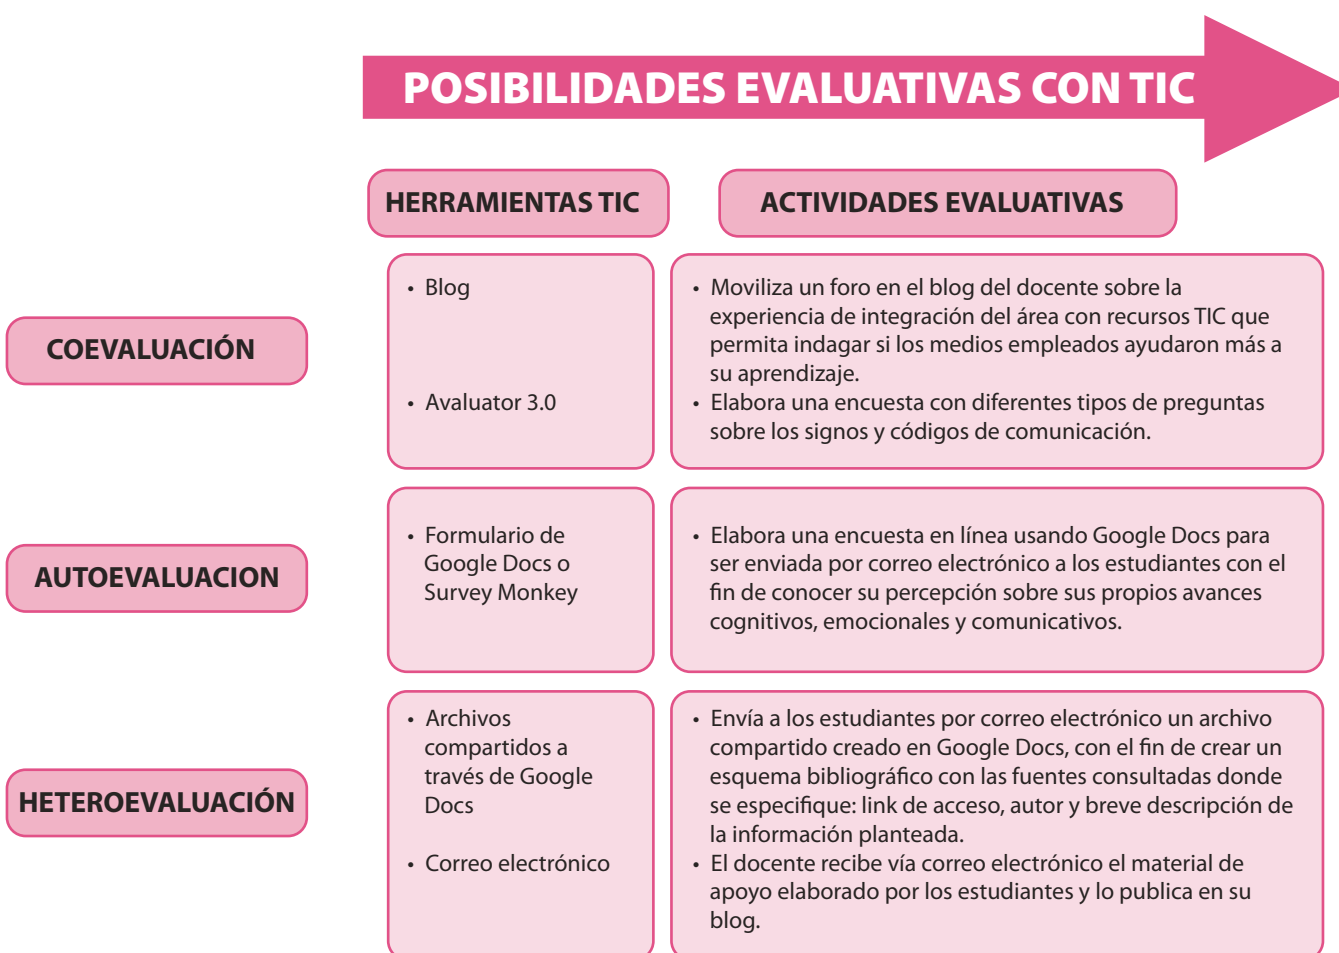 POSIBILIDADES EVALUATIVAS CON TIC
HERRAMIENTAS TIC
ACTIVIDADES EVALUATIVAS
COEVALUACIÓN
• Blog
• Avaluator 3.0
• Moviliza un foro en el blog del docente sobre la
experiencia de integración del área con recursos TIC que
permita indagar si los medios empleados ayudaron más a
su aprendizaje.
• Elabora una encuesta con diferentes tipos de preguntas
sobre los signos y códigos de comunicación.
AUTOEVALUACION
• Formulario de
Google Docs o
Survey Monkey
• Elabora una encuesta en línea usando Google Docs para
ser enviada por correo electrónico a los estudiantes con el
fin de conocer su percepción sobre sus propios avances
cognitivos, emocionales y comunicativos.
HETEROEVALUACIÓN
• Archivos
compartidos a
través de Google
Docs
• Correo electrónico
• Envía a los estudiantes por correo electrónico un archivo
compartido creado en Google Docs, con el fin de crear un
esquema bibliográfico con las fuentes consultadas donde
se especifique: link de acceso, autor y breve descripción de
la información planteada.
• El docente recibe vía correo electrónico el material de
apoyo elaborado por los estudiantes y lo publica en su
blog.